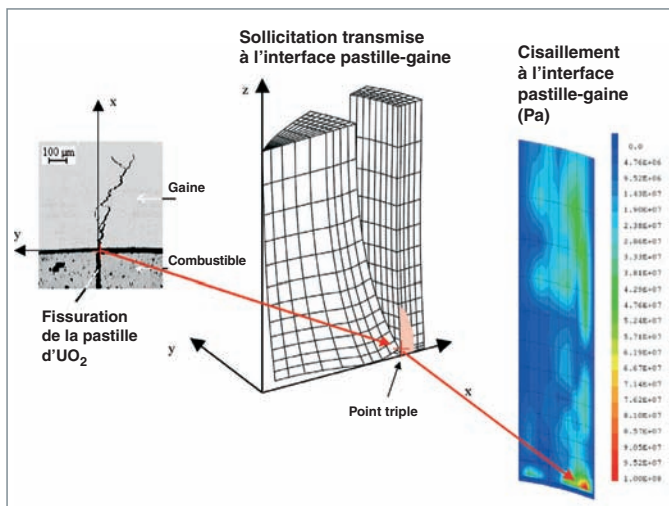 Sollicitation transmise
à l'interface pastille-gaine
Cisaillement
à l'interface
pastille-gaine
(Pa)
z
x
100 µm
Gaine
y
Combustible
Fissuration
de la pastille
d'UO2
y
x
Point triple
0.0
4.76E+06
9.52E+06
1.43E+07
1.90E+07
2.38E+07
2.86E+07
3.33E+07
3.81E+07
4.29E+07
4.76E+07
5.24E+07
5.71E+07
6.19E+07
6.67E+07
7.14E+07
7.62E+07
8.10E+07
8.57E+07
9.05E+07
9.52E+07
1.00E+08